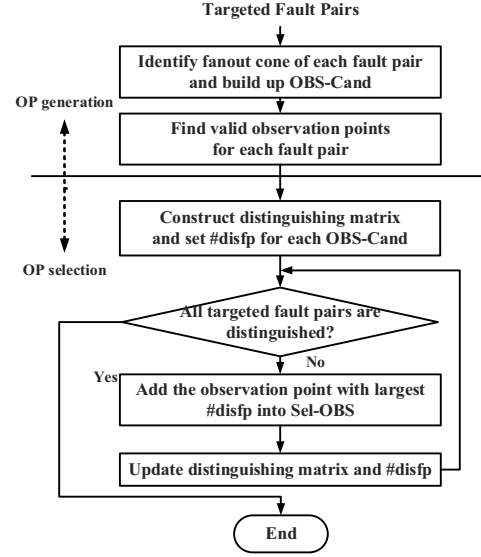 Targeted Fault Pairs
Identify fanout cone of each fault pair
and build up OBS-Cand
OP generation
Find valid observation points
for each fault pair
Construct distinguishing matrix
and set #disfp for each OBS-Cand
OP selection
All targeted fault pairs are
distinguished?
No
Yes
Add the observation point with largest
#disfp into Sel-OBS
Update distinguishing matrix and #disfp
End